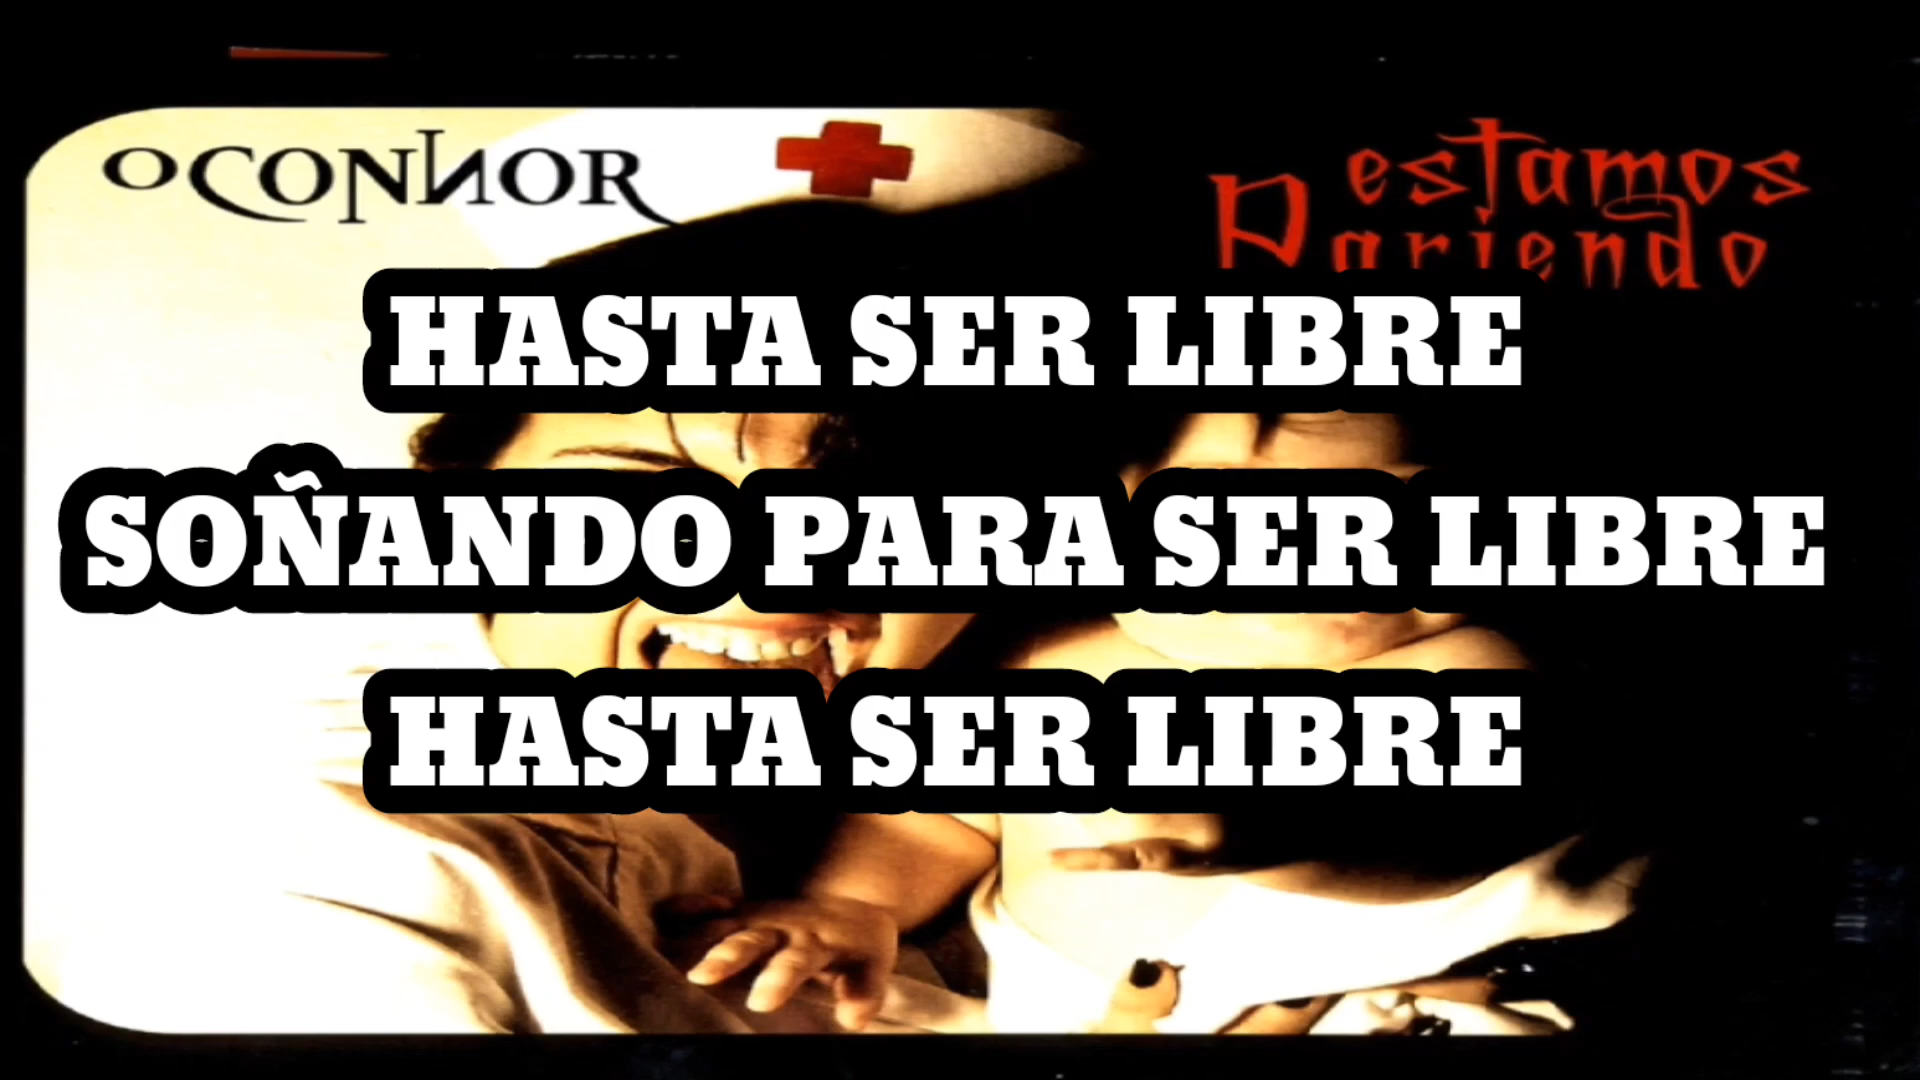 OCONNOR
estamos
Pariendo
HASTA SER LIBRE
SOÑANDO PARA SER LIBRE
HASTA SER LIBRE